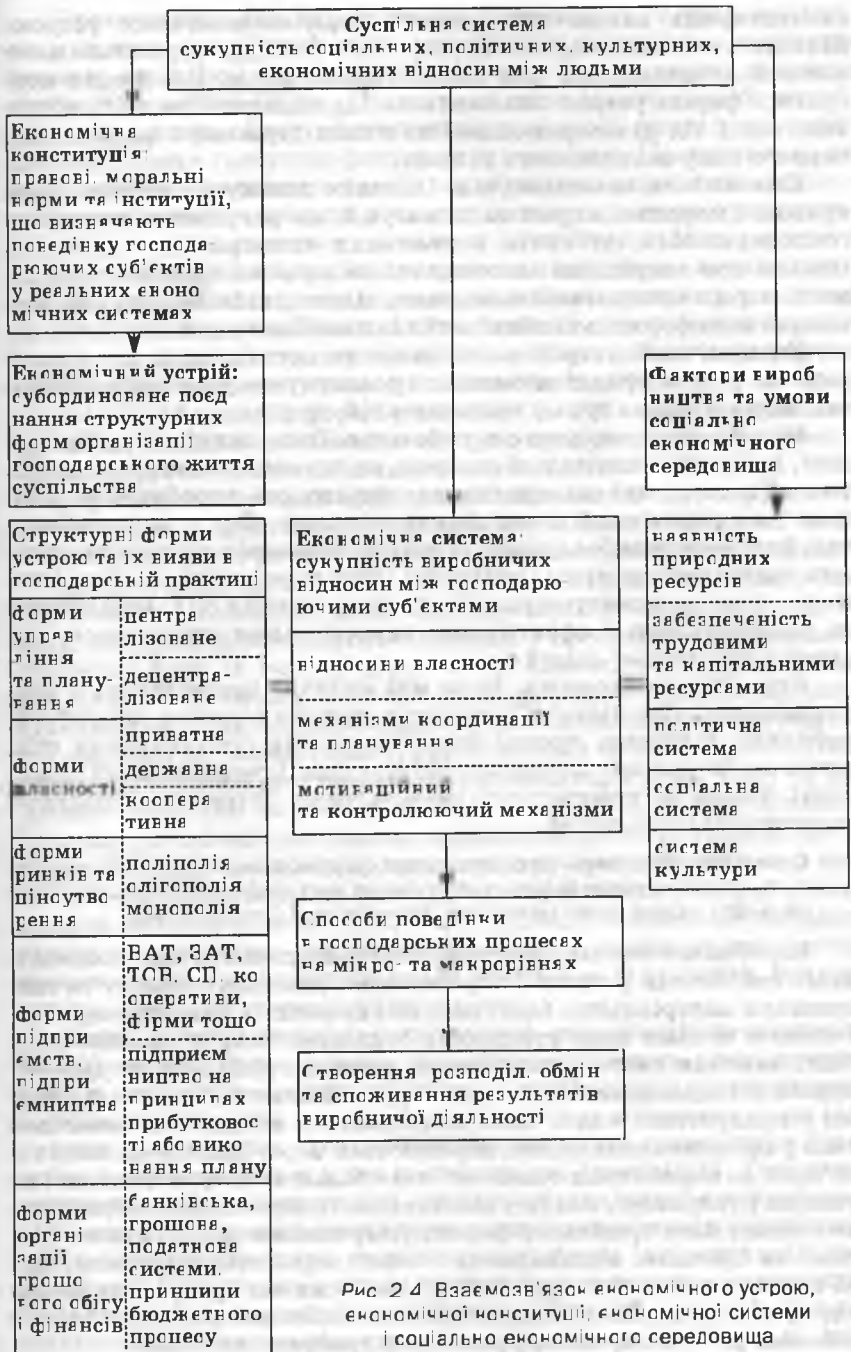 Суспільна система
сукупність соціальних, політичних, культурних,
економічних відносин між людьми
Економічна
конституція:
правові, моральні
норми та інституції,
що визначають
поведінку господа
рюючих суб'єктів
у реальних еконо
мічних системах
Економічний устрій:
субординоване поєд
нання структурних
форм організації
господарського життя
суспільства
Фактори вироб
ництва та умови
соціально
економічного
середовища
Структурні форми
устрою та їх вияви в
господарській практиці
форми
управ
ління
та плану-
вання
центра
лізоване
децентра-
лізоване
форми
власності
приватна
державна
коопера
тивна
форми
ринків та
ціноутво
рення
поліполія
олігополія
монополія
форми
підпри
ємств,
підпри
ємництва
ВАТ, ЗАТ,
ТОВ, СП, ко
оперативи,
фірми тощо
підприєм
ництво на
принципах
прибутковос
ті або вико
нання плану
форми
органі
зації
грошо
вого обігу
і фінансів
банківська,
грошова,
податкова
системи,
принципи
бюджетного
процесу
=
Економічна система:
сукупність виробничих
відносин між господарю
ючими суб'єктами
відносини власності
механізми координації
та планування
мотиваційний
та контролюючий механізми
=
наявність
природних
ресурсів
забезпеченість
трудовими
та капітальними
ресурсами
політична
система
соціальна
система
система
культури
Способи поведінки
в господарських процесах
на мікро- та макрорівнях
Створення розподіл, обмін
та споживання результатів
виробничої діяльності
Рис 2 4 Взаємозв'язок економічного устрою,
економічної конституції, економічної системи
і соціально економічного середовища